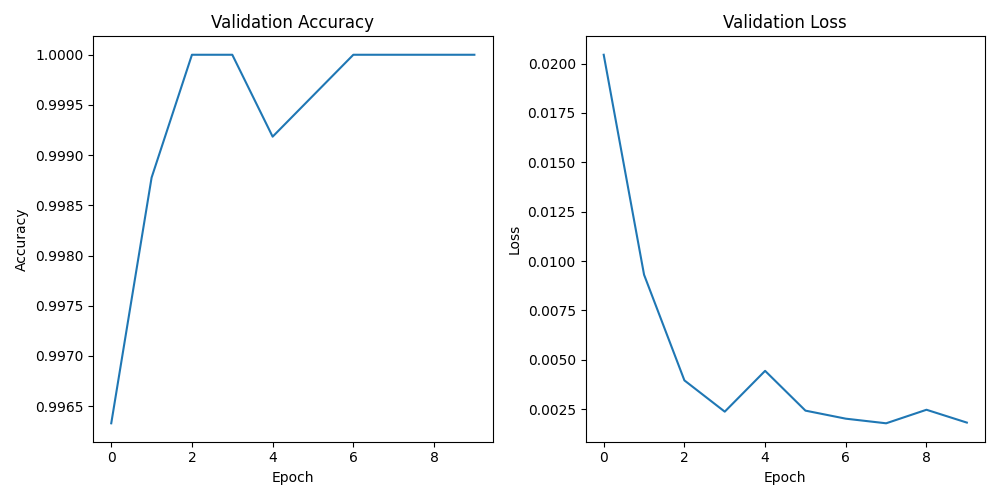 Validation Accuracy
1.0000
0.9995
0.9990
0.9985
0.9980
0.9975
0.9970
0.9965
Accuracy
0 2 4 6 8
Epoch
Validation Loss
0.0200
0.0175
0.0150
0.0125
0.0100
0.0075
0.0050
0.0025
Loss
0 2 4 6 8
Epoch